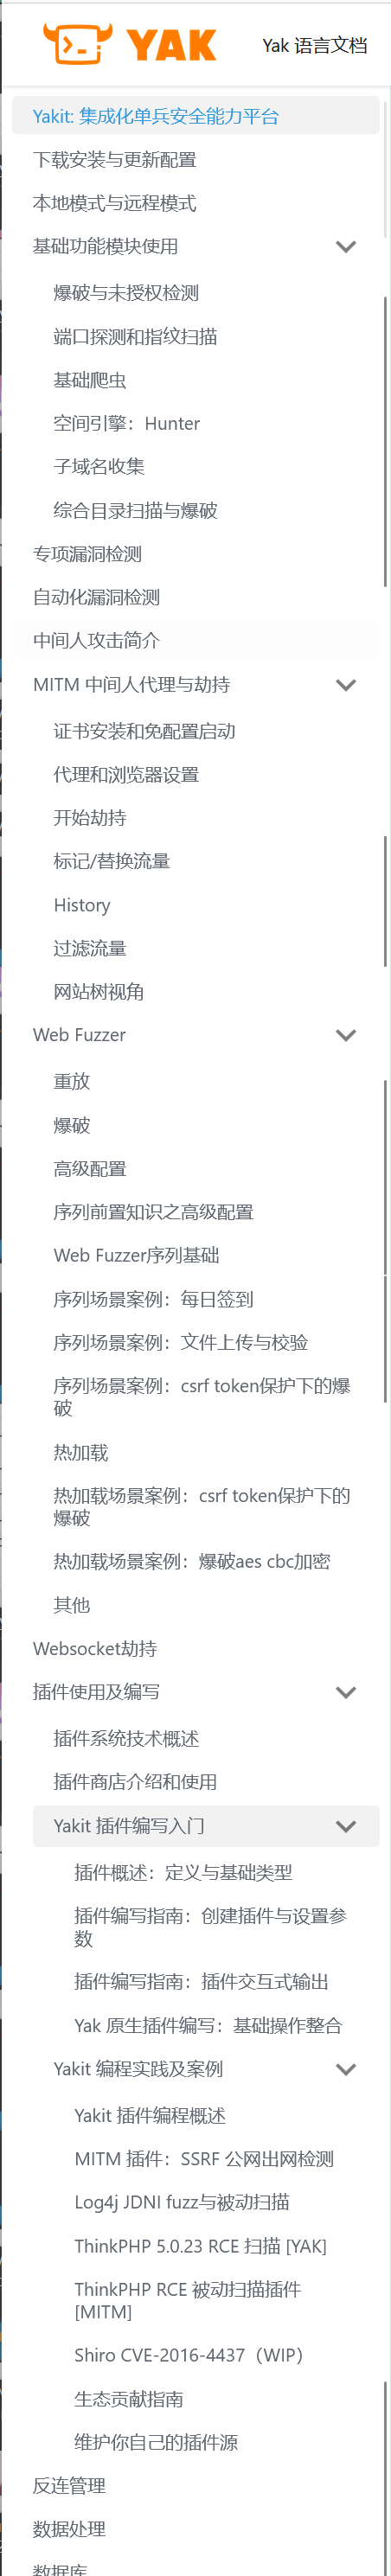 YAK
Yak 语言文档
Yakit: 集成化单兵安全能力平台
下载安装与更新配置
本地模式与远程模式
基础功能模块使用
爆破与未授权检测
端口探测和指纹扫描
基础爬虫
空间引擎：Hunter
子域名收集
综合目录扫描与爆破
专项漏洞检测
自动化漏洞检测
中间人攻击简介
MITM 中间人代理与劫持
证书安装和免配置启动
代理和浏览器设置
开始劫持
标记/替换流量
History
过滤流量
网站树视角
Web Fuzzer
重放
爆破
高级配置
序列前置知识之高级配置
Web Fuzzer序列基础
序列场景案例：每日签到
序列场景案例：文件上传与校验
序列场景案例：csrf token保护下的爆
破
热加载
热加载场景案例：csrf token保护下的
爆破
热加载场景案例：爆破aes cbc加密
其他
Websocket劫持
插件使用及编写
插件系统技术概述
插件商店介绍和使用
Yakit 插件编写入门
插件概述：定义与基础类型
插件编写指南：创建插件与设置参
数
插件编写指南：插件交互式输出
Yak 原生插件编写：基础操作整合
Yakit 编程实践及案例
Yakit 插件编程概述
MITM 插件：SSRF 公网出网检测
Log4j JDNI fuzz与被动扫描
ThinkPHP 5.0.23 RCE 扫描 [YAK]
ThinkPHP RCE 被动扫描插件
[MITM]
Shiro CVE-2016-4437（WIP）
生态贡献指南
维护你自己的插件源
反连管理
数据处理
数据库